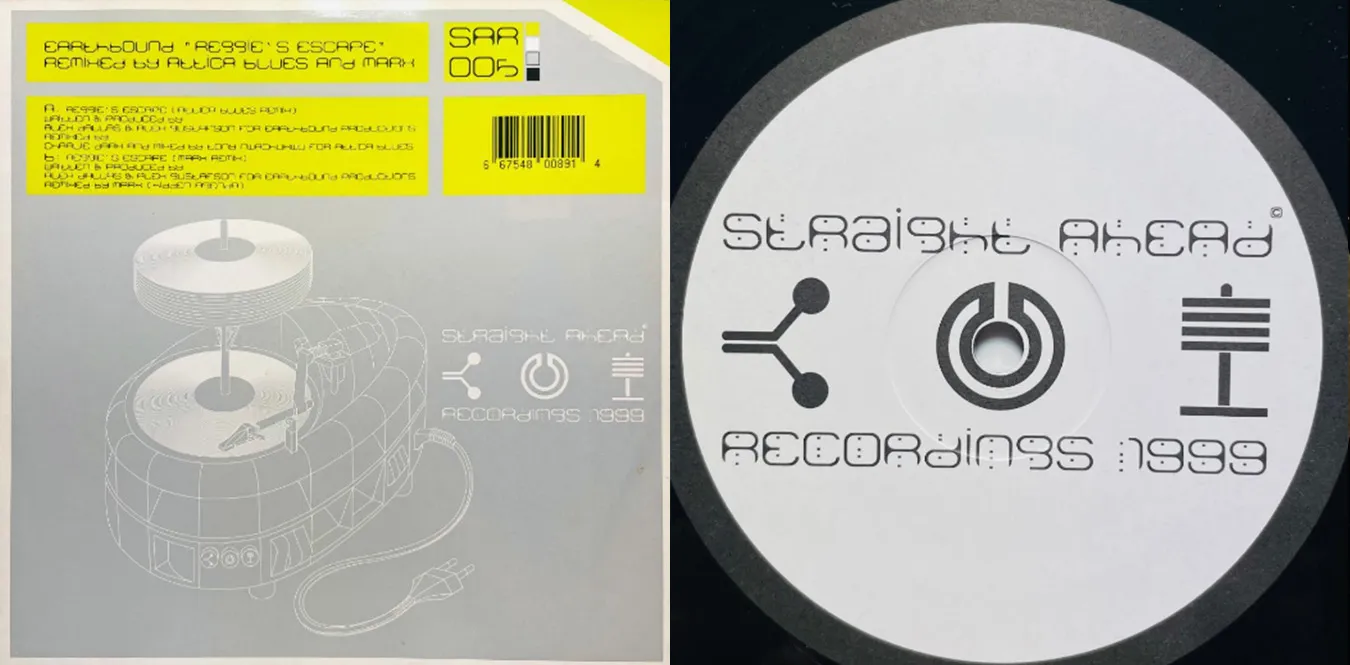 EARTHBOUND "REGGIE'S ESCAPE"
REMIXED BY ATTICA BLUES AND MARK
SAR
005
A. REGGIE'S ESCAPE (ATTICA BLUES REMIX)
WRITTEN & PRODUCED BY
ALEX DALLAS & ALEX GUSTAFSON FOR EARTHBOUND PRODUCTIONS
REMIXED BY
CHARLIE DARK AND MIXED BY TONY NWACHUKWU FOR ATTICA BLUES
B: REGGIE'S ESCAPE (MARK REMIX)
WRITTEN & PRODUCED BY
ALEX DALLAS & ALEX GUSTAFSON FOR EARTHBOUND PRODUCTIONS
REMIXED BY MARK
6 67548 00891 4
STRAIGHT AHEAD
RECORDINGS :1999
STRAIGHT AHEAD©
RECORDINGS :1999